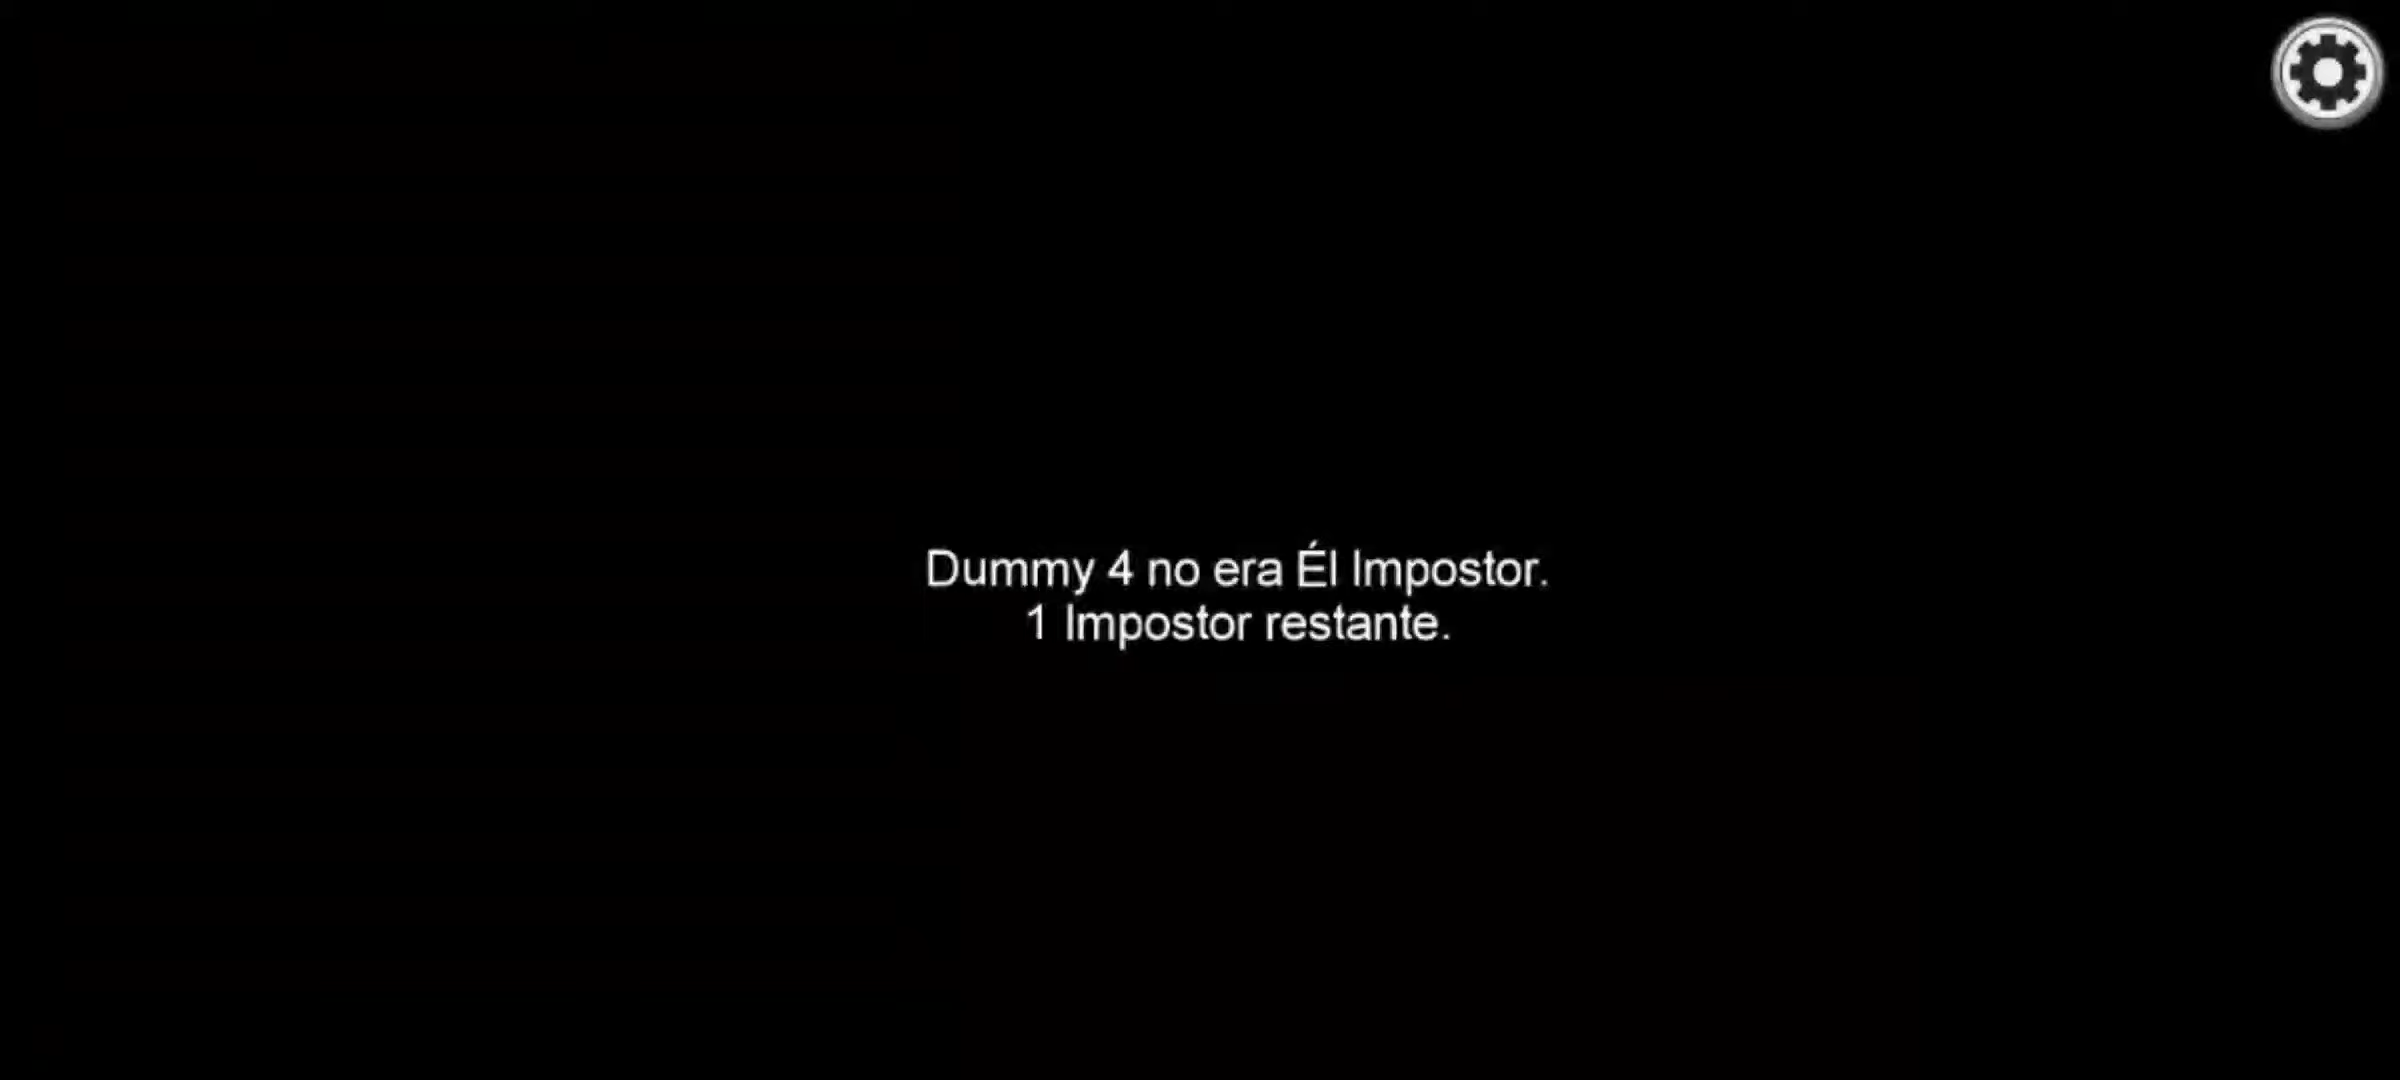 Dummy 4 no era Él Impostor.
1 Impostor restante.